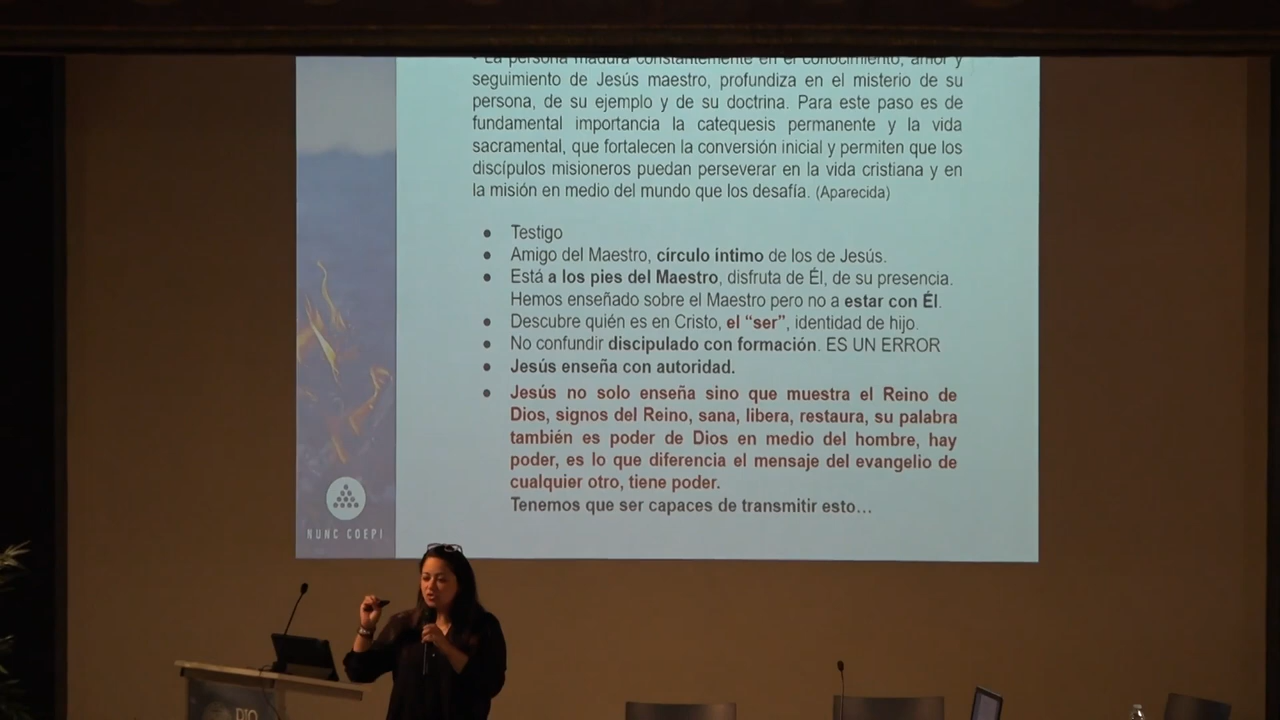 La persona madura constantemente en el conocimiento, amor y
seguimiento de Jesús maestro, profundiza en el misterio de su
persona, de su ejemplo y de su doctrina. Para este paso es de
fundamental importancia la catequesis permanente y la vida
sacramental, que fortalecen la conversión inicial y permiten que los
discípulos misioneros puedan perseverar en la vida cristiana y en
la misión en medio del mundo que los desafía. (Aparecida)
• Testigo
• Amigo del Maestro, círculo íntimo de los de Jesús.
• Está a los pies del Maestro, disfruta de Él, de su presencia.
Hemos enseñado sobre el Maestro pero no a estar con Él.
• Descubre quién es en Cristo, el “ser”, identidad de hijo.
• No confundir discipulado con formación. ES UN ERROR
• Jesús enseña con autoridad.
• Jesús no solo enseña sino que muestra el Reino de
Dios, signos del Reino, sana, libera, restaura, su palabra
también es poder de Dios en medio del hombre, hay
poder, es lo que diferencia el mensaje del evangelio de
cualquier otro, tiene poder.
Tenemos que ser capaces de transmitir esto…
NUNC COEPI